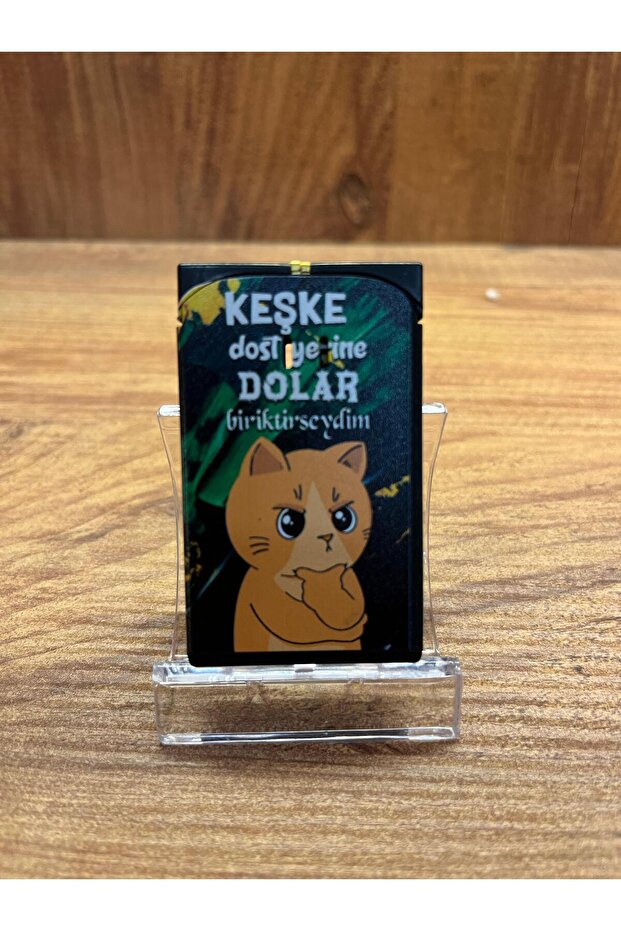 KEŞKE
dost yerine
DOLAR
biriktirseydim